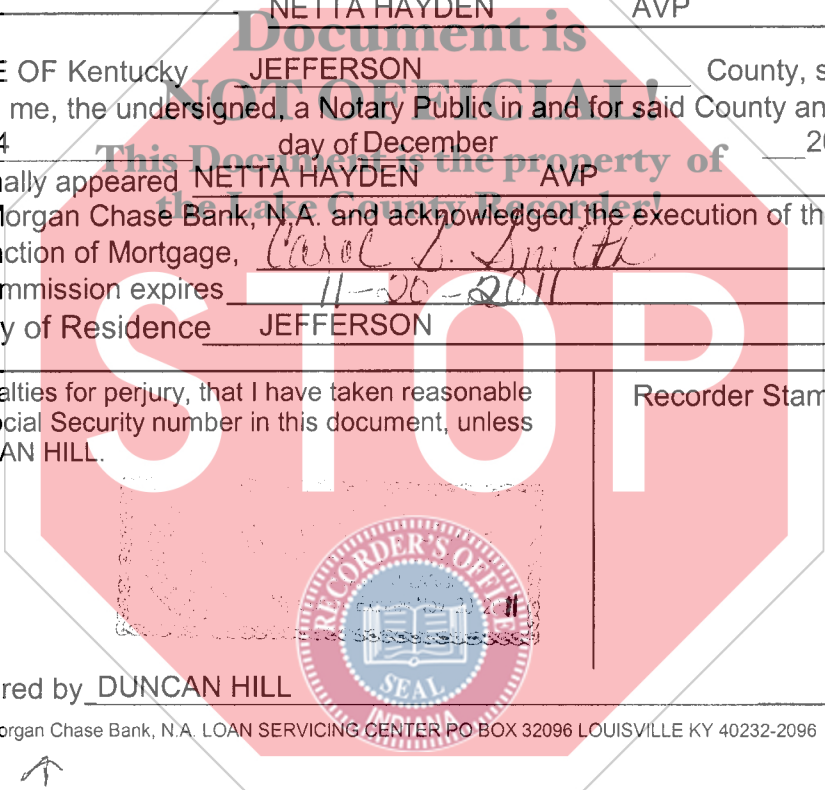 NETTA HAYDEN AVP
Document is
E OF Kentucky JEFFERSON County, s
NOT OFFICIAL!
me, the undersigned, a Notary Public in and for said County an
4 day of December 20
This Document is the property of
nally appeared NETTA HAYDEN AVP
the Lake County Recorder!
Morgan Chase Bank, N.A. and acknowledged the execution of th
ction of Mortgage, Carol S. Smith
mmission expires 11-20-2011
y of Residence JEFFERSON
STOP
alties for perjury, that I have taken reasonable
cial Security number in this document, unless
AN HILL.
Recorder Stam
RECORDER'S OFFICE
SEAL
INDIANA
red by DUNCAN HILL
organ Chase Bank, N.A. LOAN SERVICING CENTER PO BOX 32096 LOUISVILLE KY 40232-2096